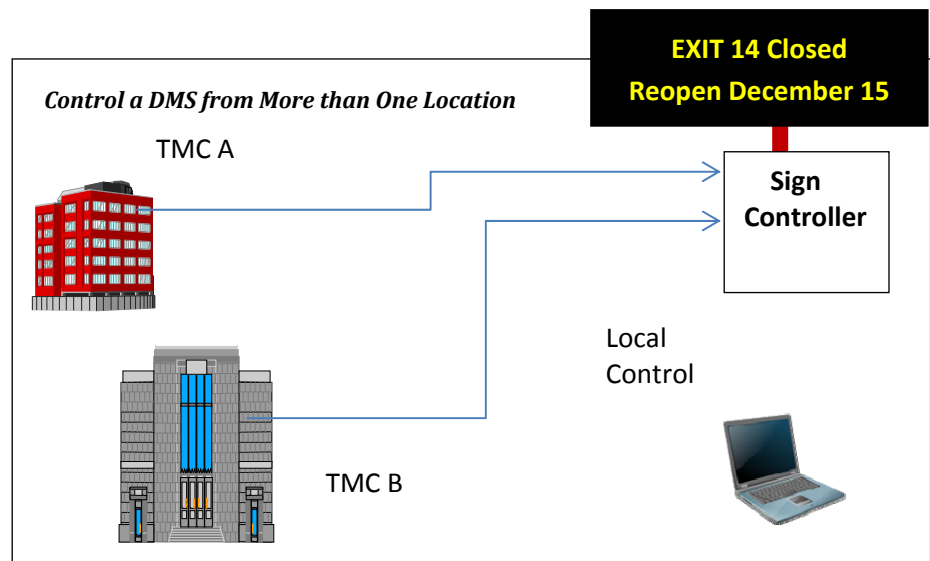 EXIT 14 Closed
Reopen December 15
Control a DMS from More than One Location
TMC A
Sign
Controller
Local
Control
TMC B